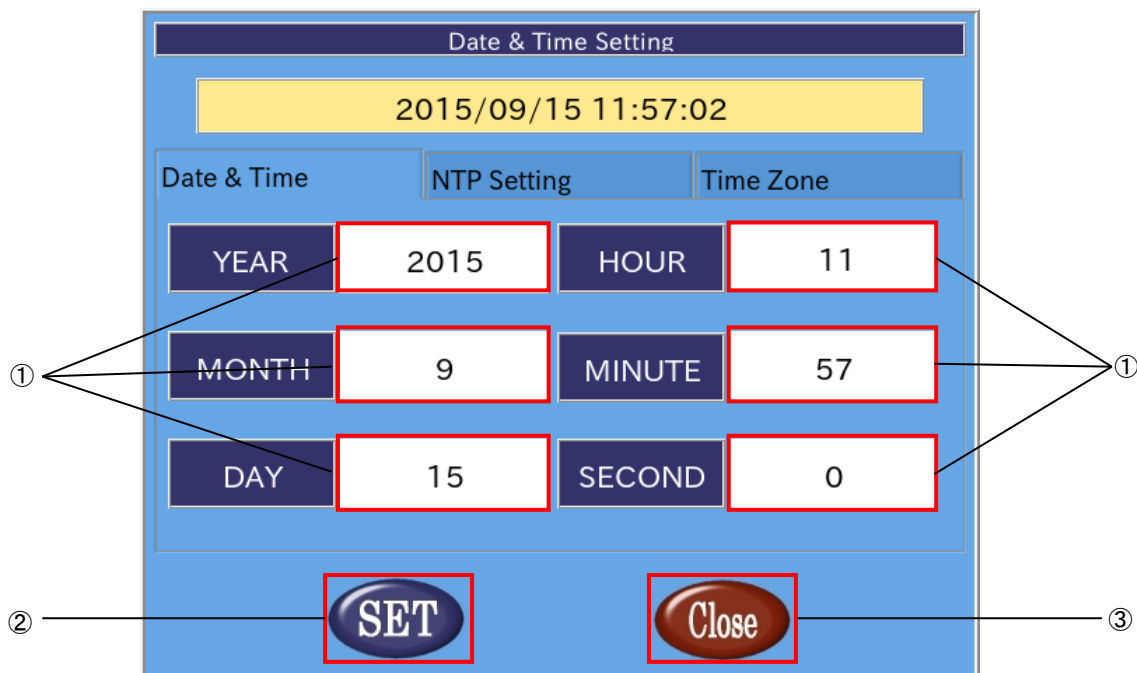 Date & Time Setting
2015/09/15 11:57:02
Date & Time NTP Setting Time Zone
YEAR 2015 HOUR 11
① MONTH 9 MINUTE 57 ①
DAY 15 SECOND 0
② SET Close ③